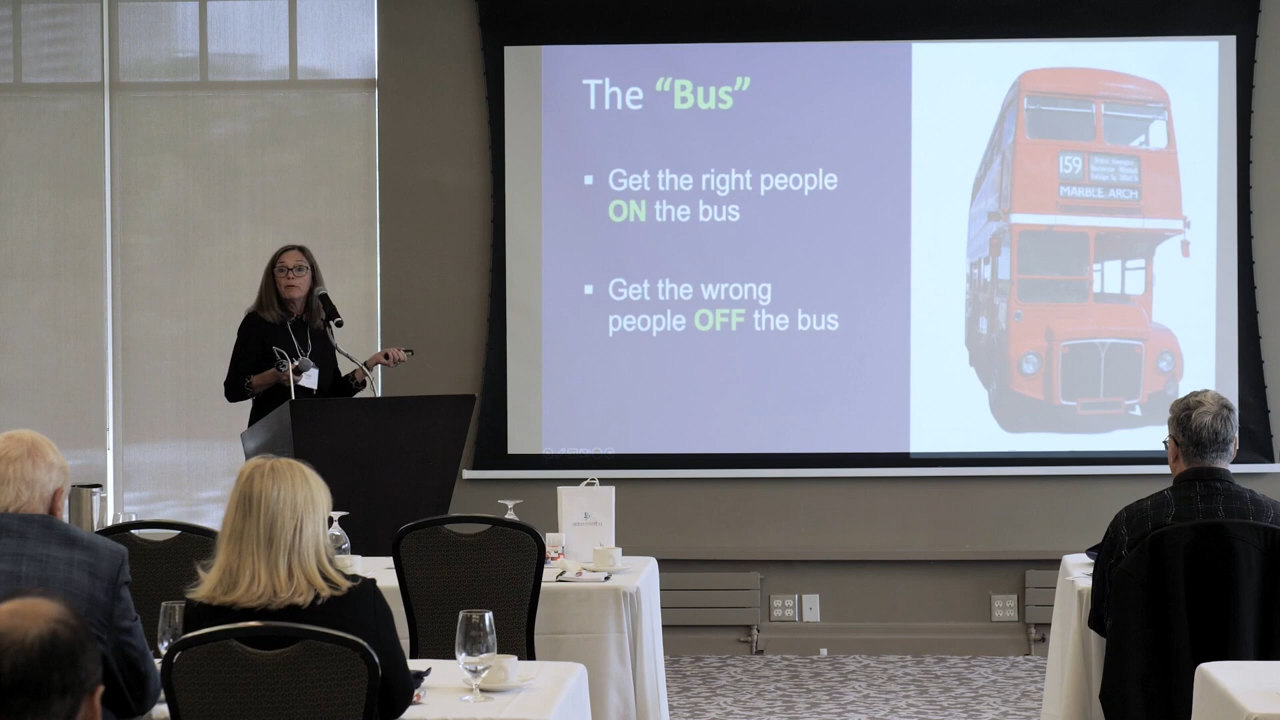 The “Bus”
Get the right people
ON the bus
Get the wrong
people OFF the bus
159
MARBLE ARCH